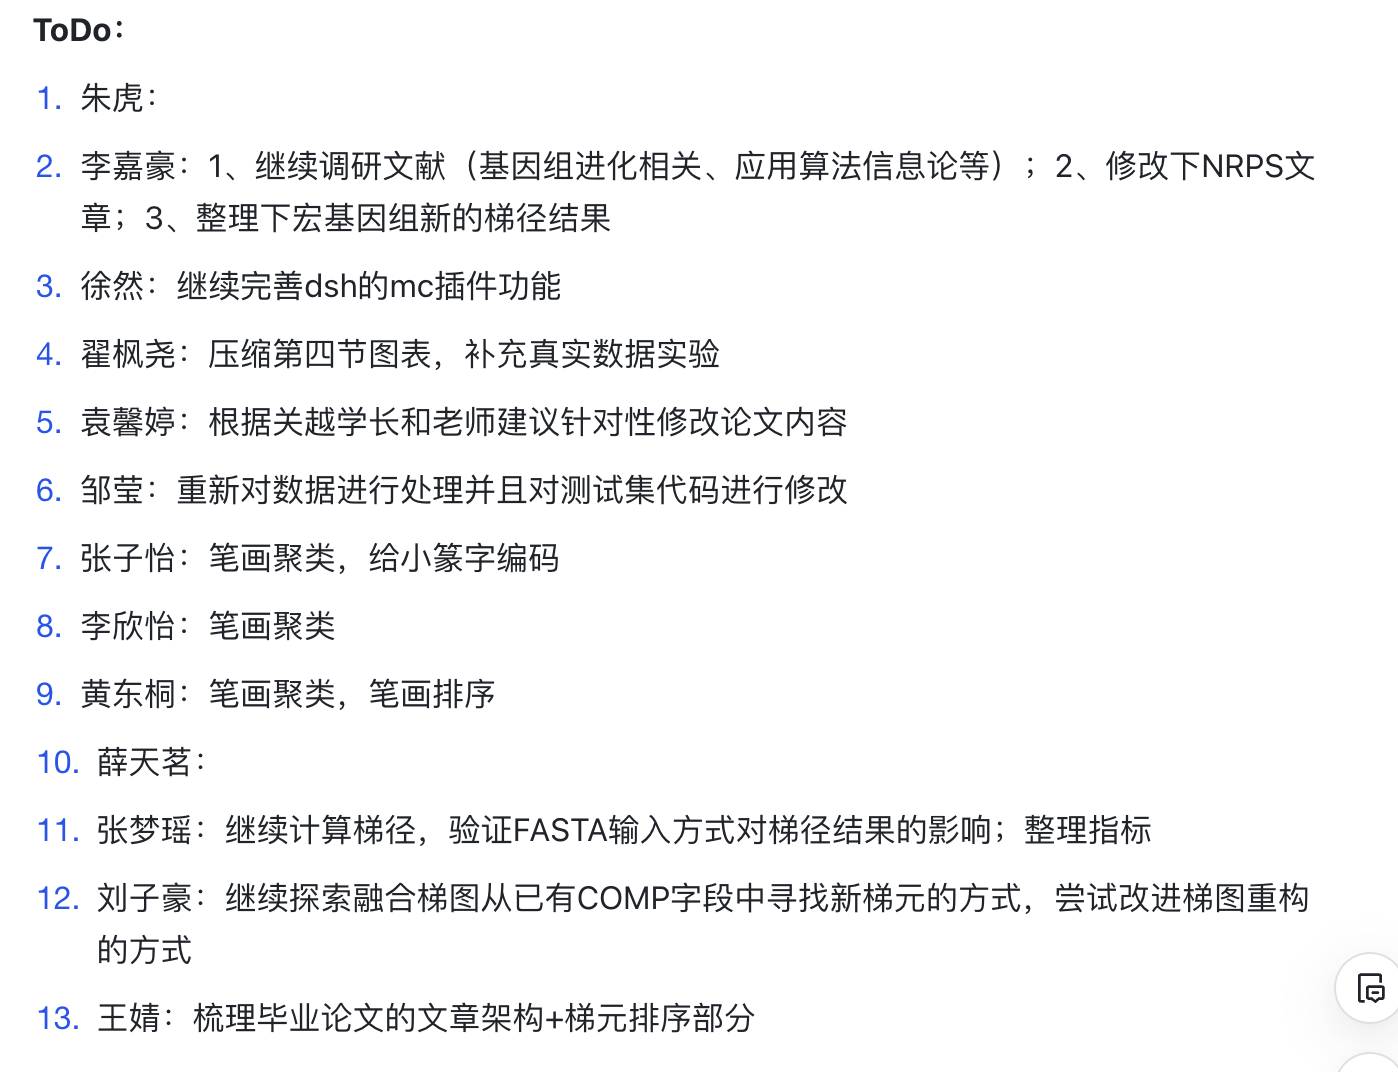 ToDo：
1. 朱虎：
2. 李嘉豪：1、继续调研文献（基因组进化相关、应用算法信息论等）；2、修改下NRPS文
章；3、整理下宏基因组新的梯径结果
3. 徐然：继续完善dsh的mc插件功能
4. 翟枫尧：压缩第四节图表，补充真实数据实验
5. 袁馨婷：根据关越学长和老师建议针对性修改论文内容
6. 邹莹：重新对数据进行处理并且对测试集代码进行修改
7. 张子怡：笔画聚类，给小篆字编码
8. 李欣怡：笔画聚类
9. 黄东桐：笔画聚类，笔画排序
10. 薛天茗：
11. 张梦瑶：继续计算梯径，验证FASTA输入方式对梯径结果的影响；整理指标
12. 刘子豪：继续探索融合梯图从已有COMP字段中寻找新梯元的方式，尝试改进梯图重构
的方式
13. 王婧：梳理毕业论文的文章架构+梯元排序部分